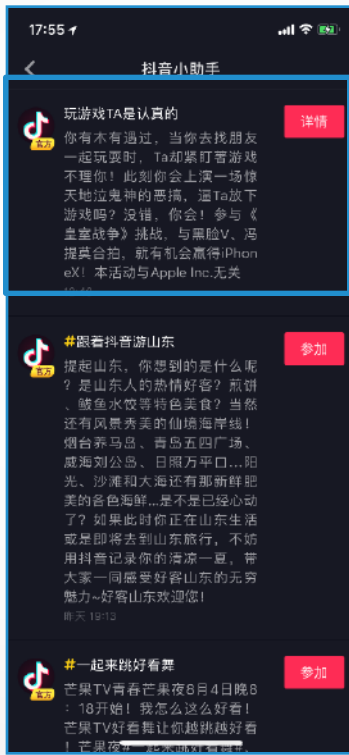 17:55
抖音小助手
玩游戏TA是认真的
详情
你有木有遇过，当你去找朋友
一起玩耍时，Ta却紧盯着游戏
不理你！此刻你会上演一场惊
天地泣鬼神的恶搞，逼Ta放下
游戏吗？没错，你会！参与《
皇室战争》挑战，与黑脸V、冯
提莫合拍，就有机会赢得iPhon
eX！本活动与Apple Inc.无关
官方
#跟着抖音游山东
参加
提起山东，你想到的是什么呢
？是山东人的热情好客？煎饼
、鲅鱼水饺等特色美食？当然
还有风景秀美的仙境海岸线！
烟台养马岛、青岛五四广场、
威海刘公岛、日照万平口...阳
光、沙滩和大海还有那新鲜肥
美的各色海鲜...是不是已经心动
了？如果此时你正在山东生活
或是即将去到山东旅行，不妨
用抖音记录你的清凉一夏，带
大家一同感受好客山东的无穷
魅力~好客山东欢迎您！
昨天 19:13
官方
#一起来跳好看舞
参加
芒果TV青春芒果夜8月4日晚8
：18开始！我怎么这么好看！
芒果TV好看舞让你越跳越好看
！芒果夜#一起来跳好看舞#、
官方